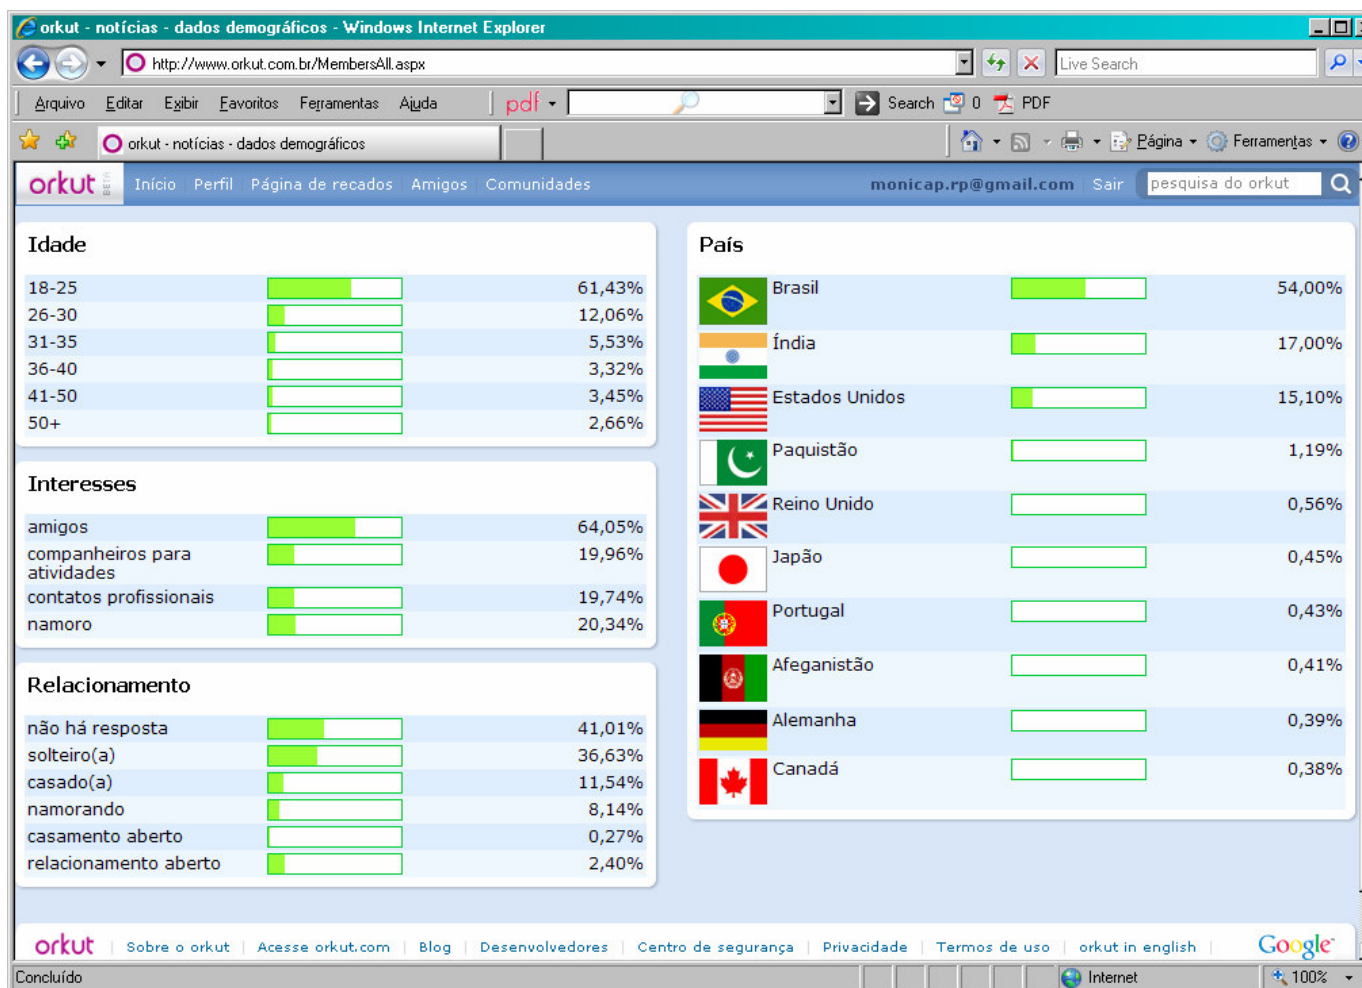 orkut - notícias - dados demográficos - Windows Internet Explorer
http://www.orkut.com.br/MembersAll.aspx
Live Search
Arquivo Editar Exibir Favoritos Ferramentas Ajuda pdf Search 0 PDF
orkut - notícias - dados demográficos Página Ferramentas
orkut BETA Início Perfil Página de recados Amigos Comunidades monicap.rp@gmail.com Sair pesquisa do orkut
Idade
18-25 61,43%
26-30 12,06%
31-35 5,53%
36-40 3,32%
41-50 3,45%
50+ 2,66%
Interesses
amigos 64,05%
companheiros para 19,96%
atividades
contatos profissionais 19,74%
namoro 20,34%
Relacionamento
não há resposta 41,01%
solteiro(a) 36,63%
casado(a) 11,54%
namorando 8,14%
casamento aberto 0,27%
relacionamento aberto 2,40%
País
Brasil 54,00%
Índia 17,00%
Estados Unidos 15,10%
Paquistão 1,19%
Reino Unido 0,56%
Japão 0,45%
Portugal 0,43%
Afeganistão 0,41%
Alemanha 0,39%
Canadá 0,38%
orkut | Sobre o orkut | Acesse orkut.com | Blog | Desenvolvedores | Centro de segurança | Privacidade | Termos de uso | orkut in english | Google
Concluído Internet 100%